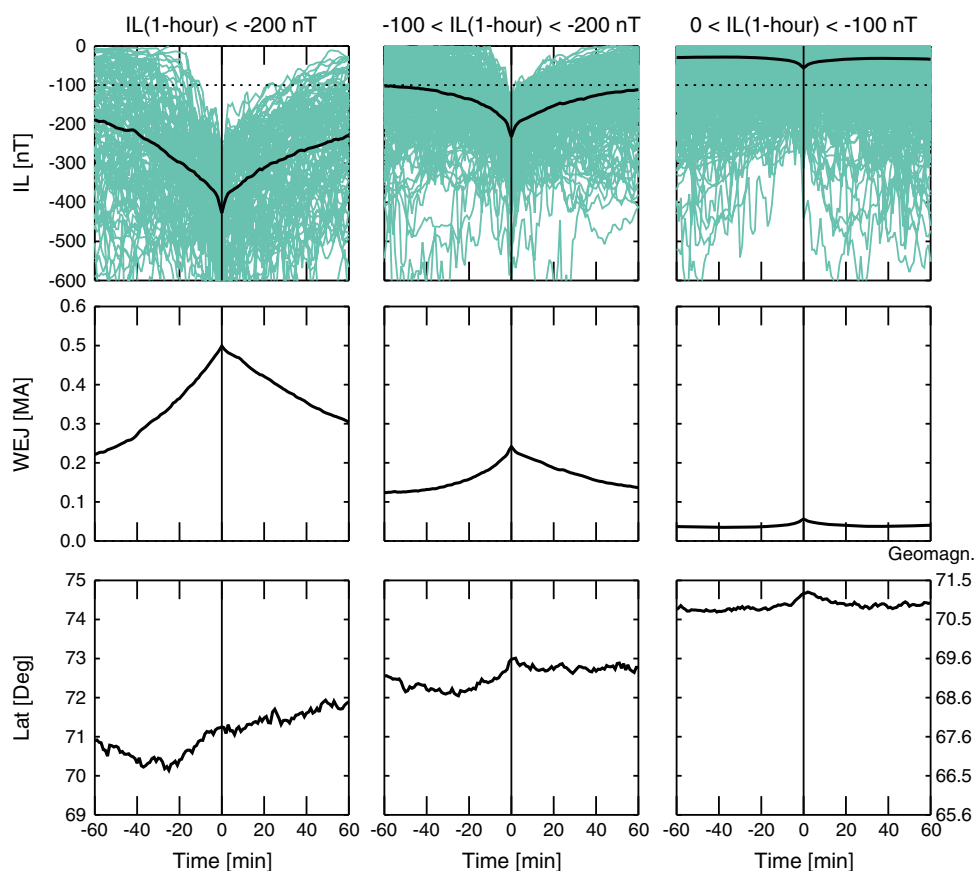 IL(1-hour) < -200 nT
-100 < IL(1-hour) < -200 nT
0 < IL(1-hour) < -100 nT
IL [nT]
0
-100
-200
-300
-400
-500
-600
WEJ [MA]
0.6
0.5
0.4
0.3
0.2
0.1
0.0
Geomagn.
Lat [Deg]
75
74
73
72
71
70
69
71.5
70.5
69.6
68.6
67.6
66.5
65.6
-60 -40 -20 0 20 40 60
-60 -40 -20 0 20 40 60
-60 -40 -20 0 20 40 60
Time [min]
Time [min]
Time [min]